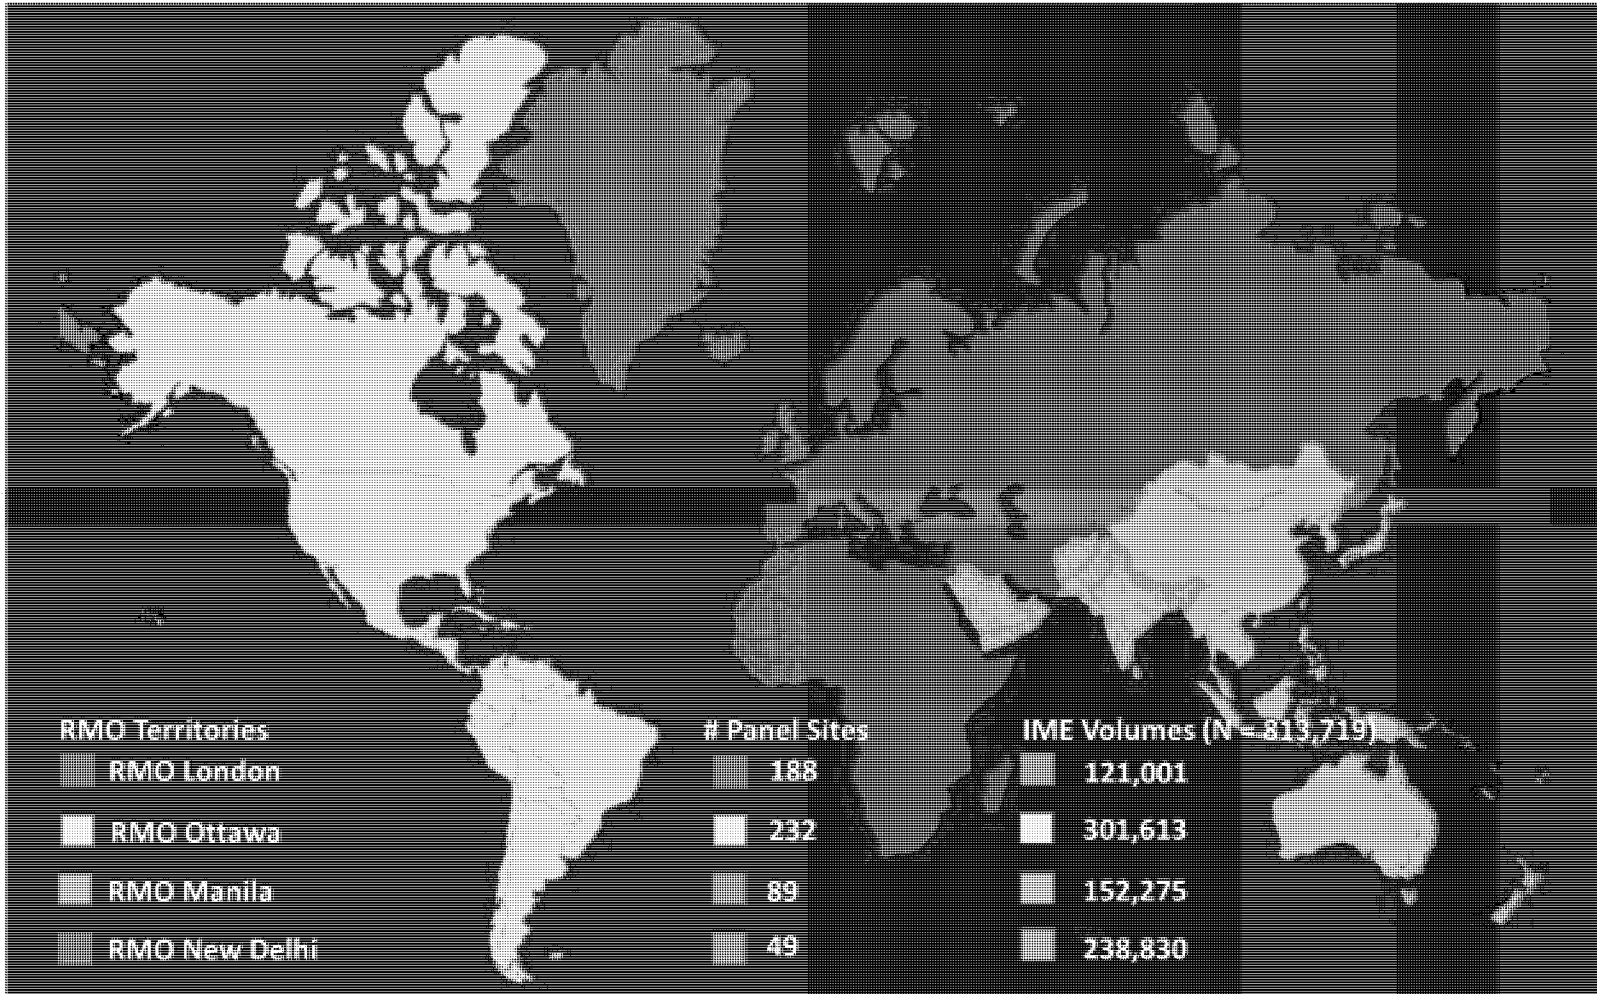 RMO Territories # Panel Sites IME Volumes (N = 813,719)
RMO London 188 121,001
RMO Ottawa 232 301,613
RMO Manila 89 152,275
RMO New Delhi 49 238,830